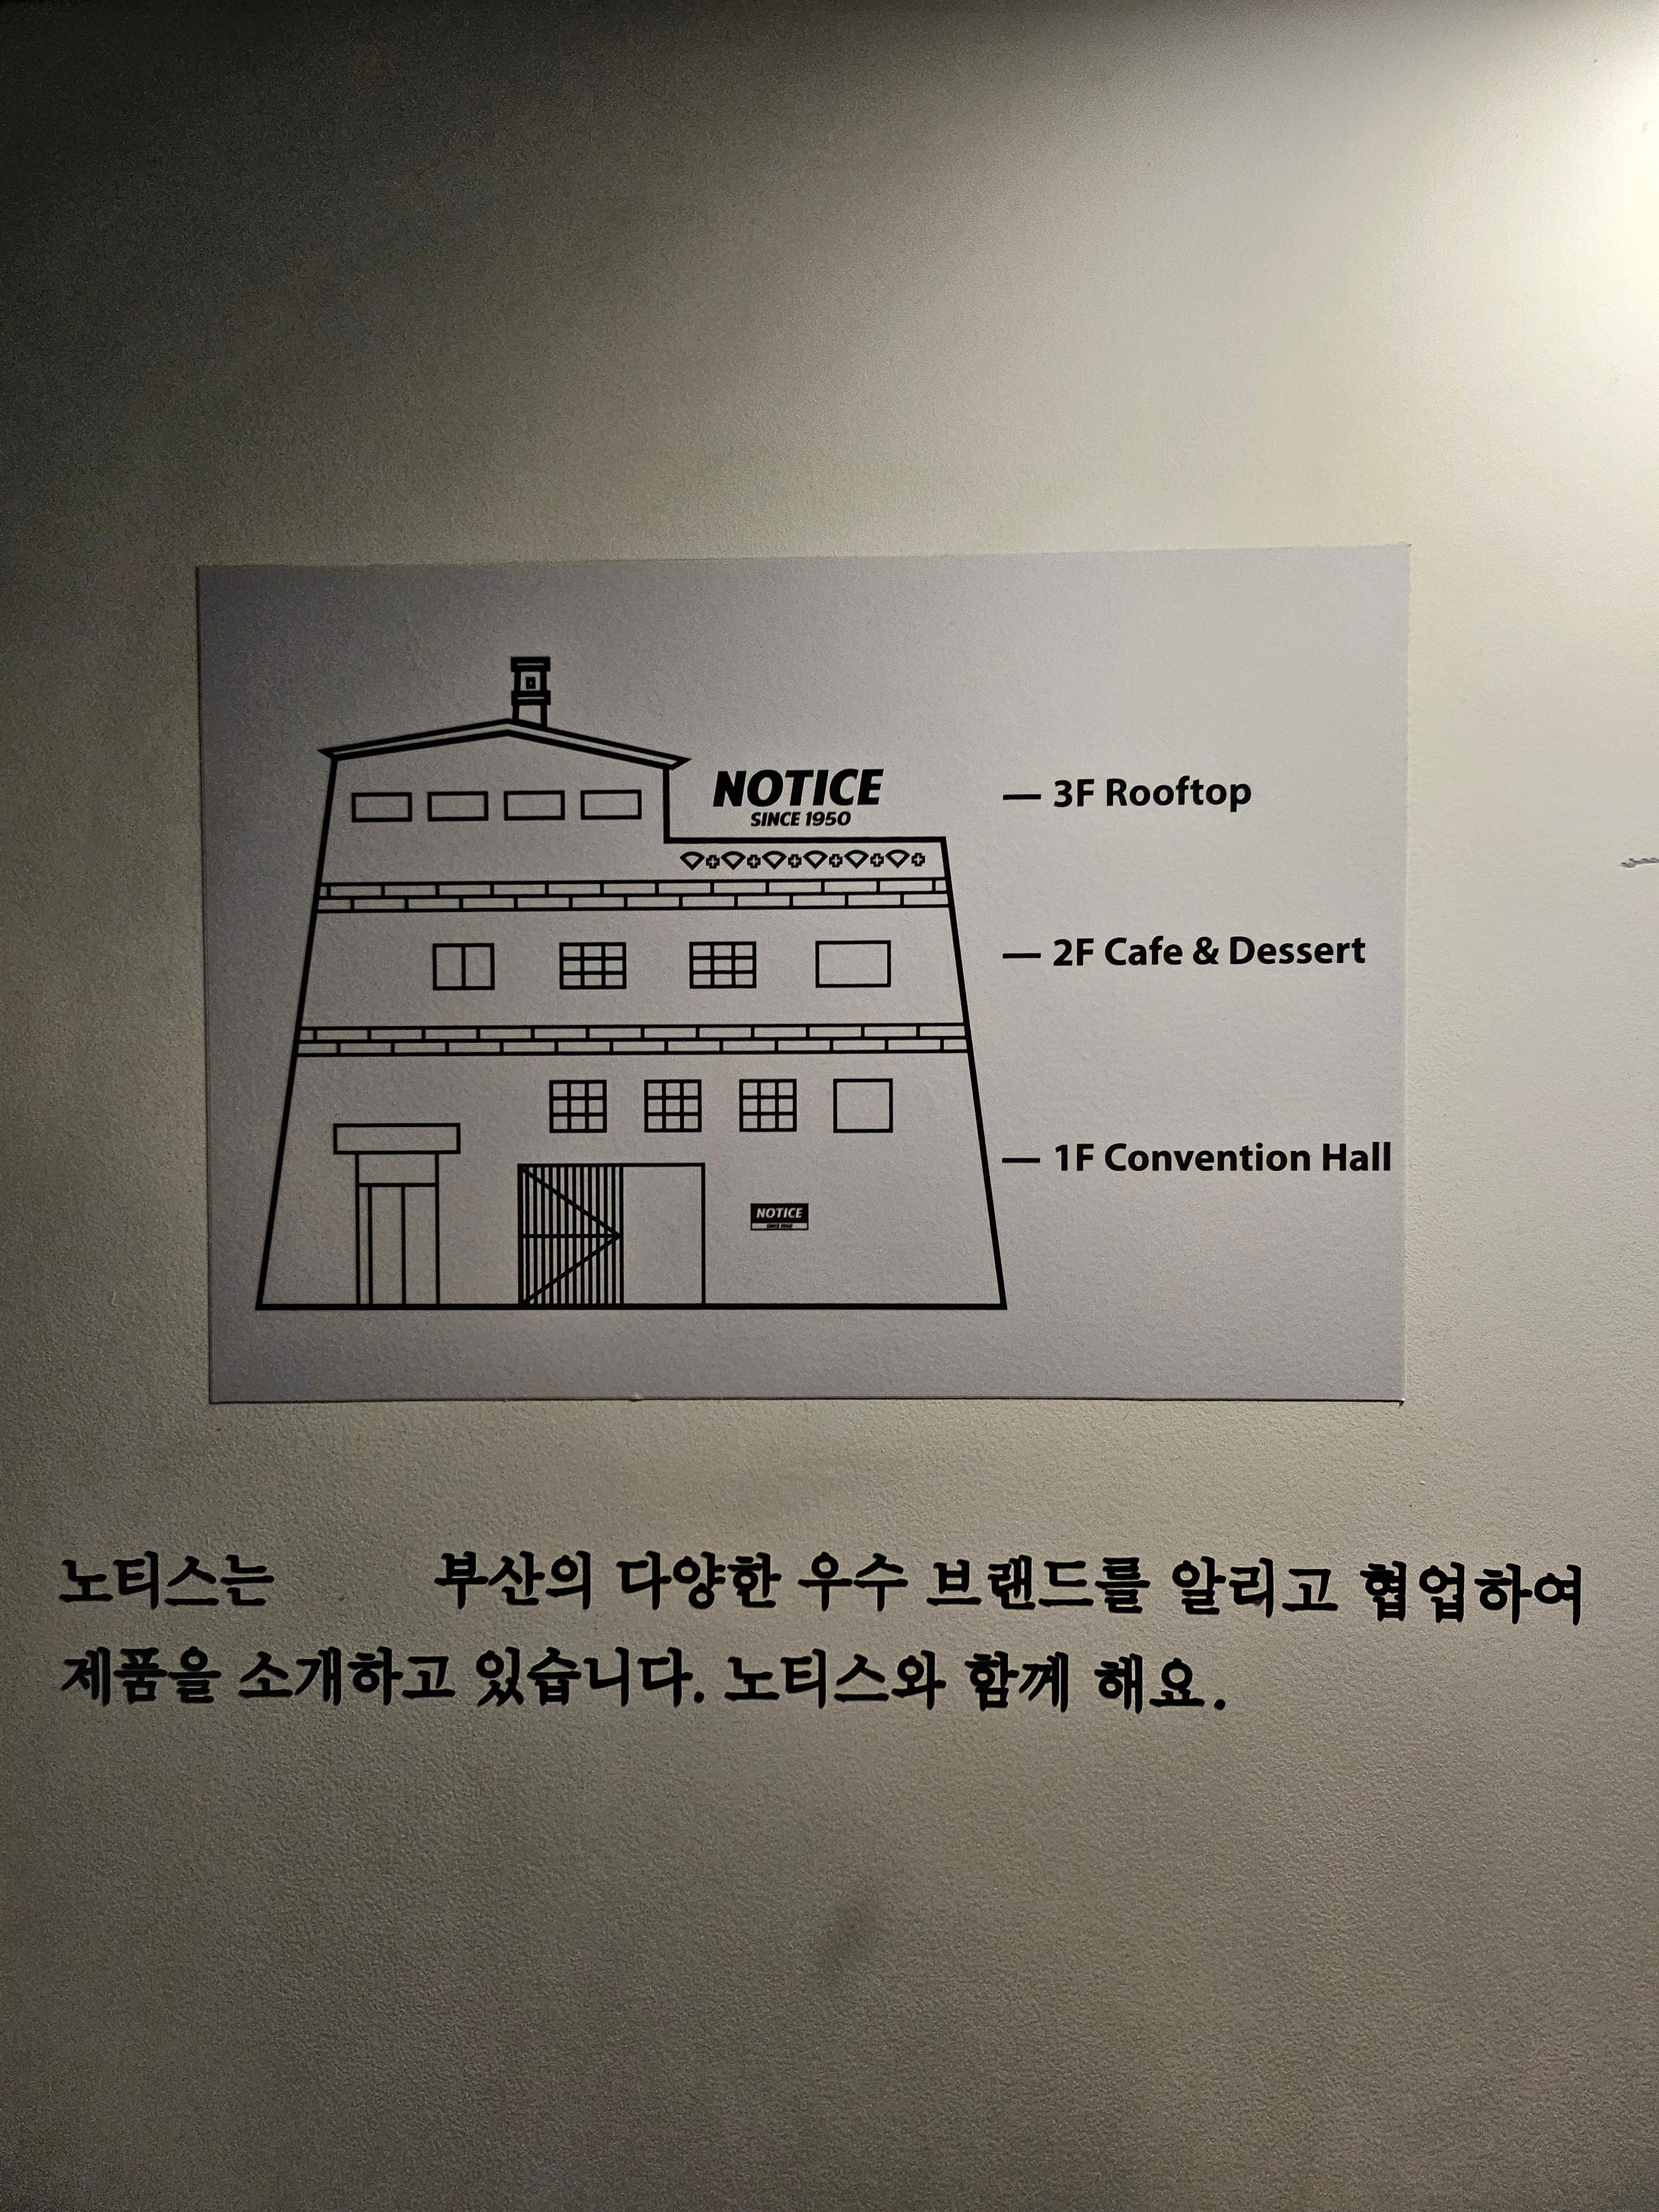 NOTICE
SINCE 1950
— 3F Rooftop
— 2F Cafe & Dessert
— 1F Convention Hall
NOTICE
SINCE 1950
노티스는 부산의 다양한 우수 브랜드를 알리고 협업하여
제품을 소개하고 있습니다. 노티스와 함께 해요.